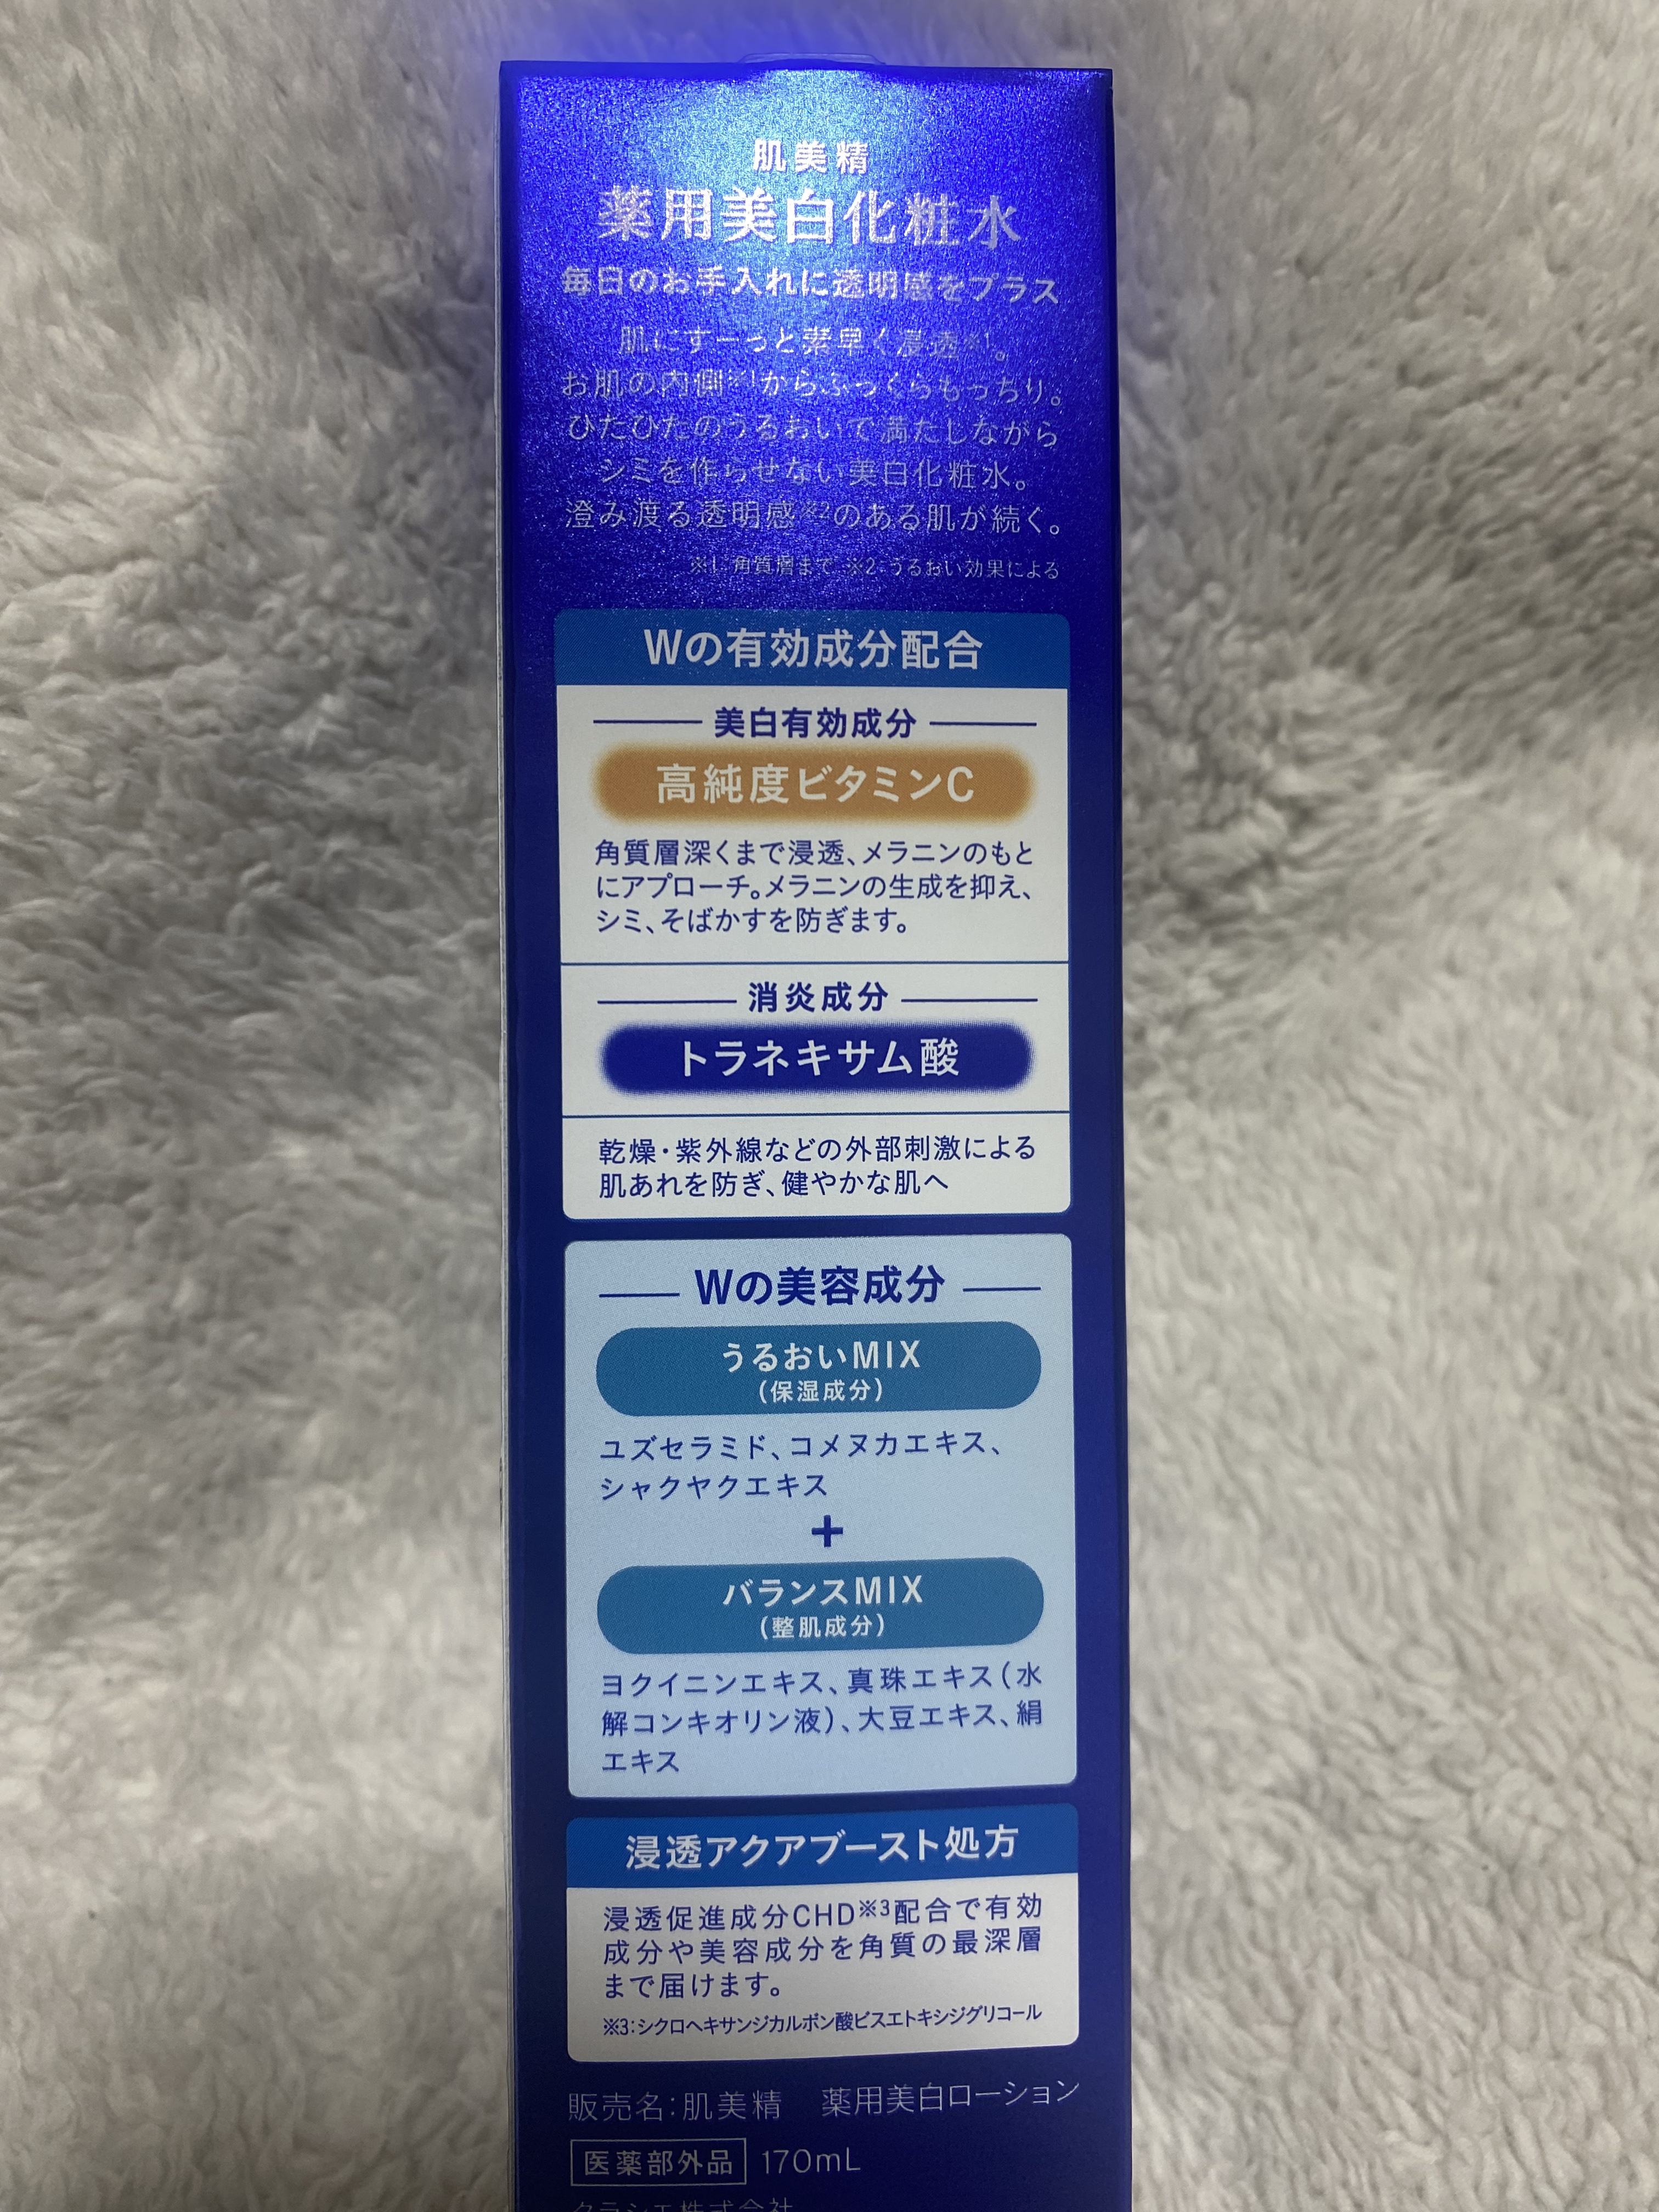 肌美精
薬用美白化粧水
毎日のお手入れに透明感をプラス
肌にすーっと素早く浸透※1。
お肌の内側※1からふっくらもっちり。
ひたひたのうるおいで満たしながら
シミを作らせない美白化粧水。
澄み渡る透明感※2のある肌が続く。
※1:角質層まで ※2:うるおい効果による
Wの有効成分配合
美白有効成分
高純度ビタミンC
角質層深くまで浸透、メラニンのもと
にアプローチ。メラニンの生成を抑え、
シミ、そばかすを防ぎます。
消炎成分
トラネキサム酸
乾燥・紫外線などの外部刺激による
肌あれを防ぎ、健やかな肌へ
Wの美容成分
うるおいMIX
(保湿成分)
ユズセラミド、コメヌカエキス、
シャクヤクエキス
+
バランスMIX
(整肌成分)
ヨクイニンエキス、真珠エキス(水
解コンキオリン液)、大豆エキス、絹
エキス
浸透アクアブースト処方
浸透促進成分CHD※3配合で有効
成分や美容成分を角質の最深層
まで届けます。
※3:シクロヘキサンジカルボン酸ビスエトキシジグリコール
販売名:肌美精 薬用美白ローション
医薬部外品 170mL
クラシエ株式会社